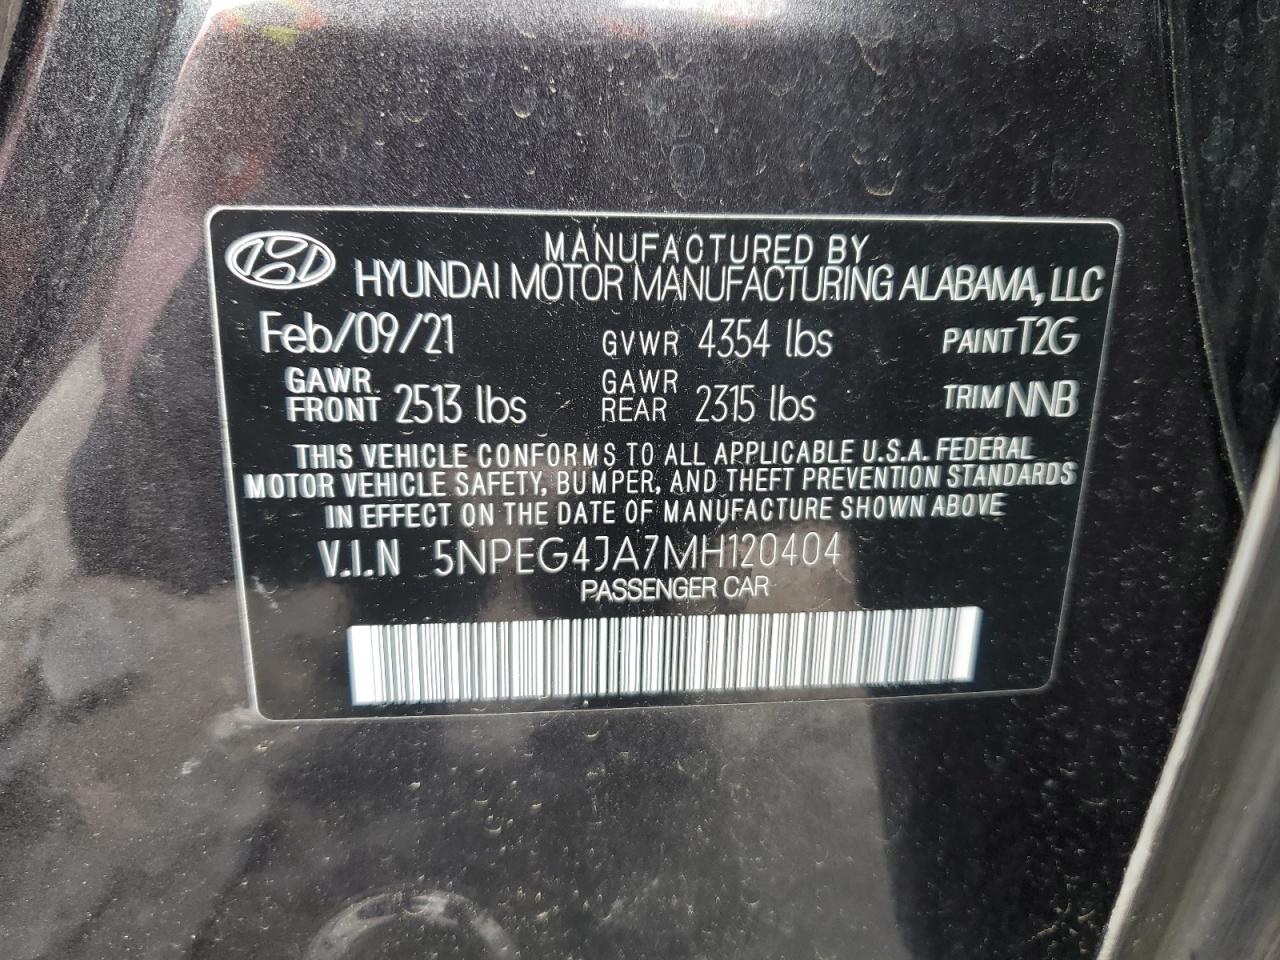 MANUFACTURED BY
HYUNDAI MOTOR MANUFACTURING ALABAMA, LLC
Feb/09/21 GVWR 4354 lbs PAINT T2G
GAWR FRONT 2513 lbs GAWR REAR 2315 lbs TRIM NNB
THIS VEHICLE CONFORMS TO ALL APPLICABLE U.S.A. FEDERAL
MOTOR VEHICLE SAFETY, BUMPER, AND THEFT PREVENTION STANDARDS
IN EFFECT ON THE DATE OF MANUFACTURE SHOWN ABOVE
V.I.N 5NPEG4JA7MH120404
PASSENGER CAR